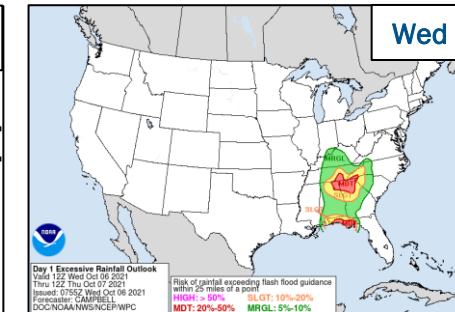 Wed
MRGL
MDT
SLGT
SLGT
NOAA
Day 1 Excessive Rainfall Outlook
Valid 12Z Wed Oct 06 2021
Thru 12Z Thu Oct 07 2021
Issued: 0755Z Wed Oct 06 2021
Forecaster: CAMPBELL
DOC/NOAA/NWS/NCEP/WPC
Risk of rainfall exceeding flash flood guidance
within 25 miles of a point
HIGH: > 50% SLGT: 10%-20%
MDT: 20%-50% MRGL: 5%-10%